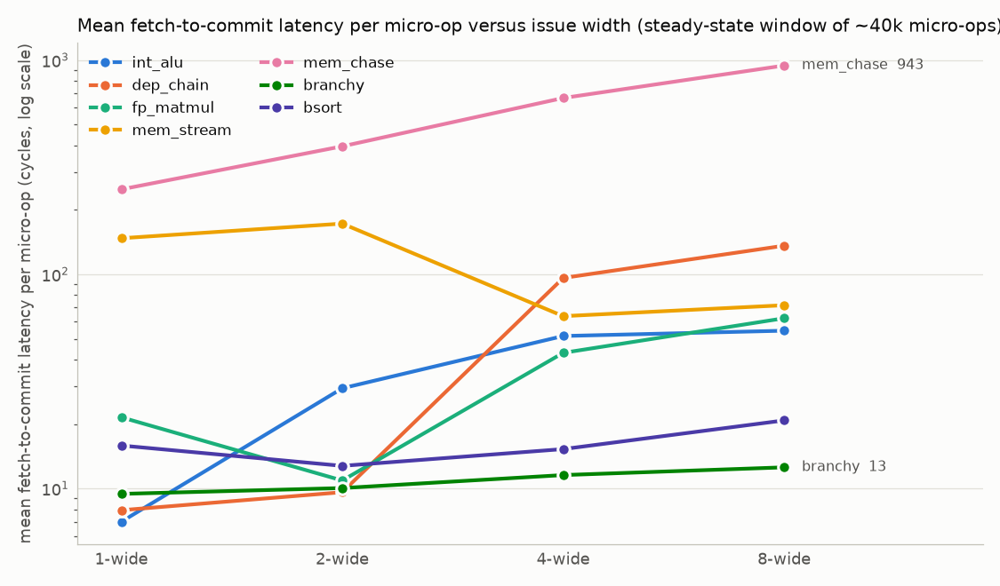 Mean fetch-to-commit latency per micro-op versus issue width (steady-state window of ~40k micro-ops)
mean fetch-to-commit latency per micro-op (cycles, log scale)
10³
10²
10¹
int_alu
dep_chain
fp_matmul
mem_stream
mem_chase
branchy
bsort
mem_chase 943
branchy 13
1-wide
2-wide
4-wide
8-wide